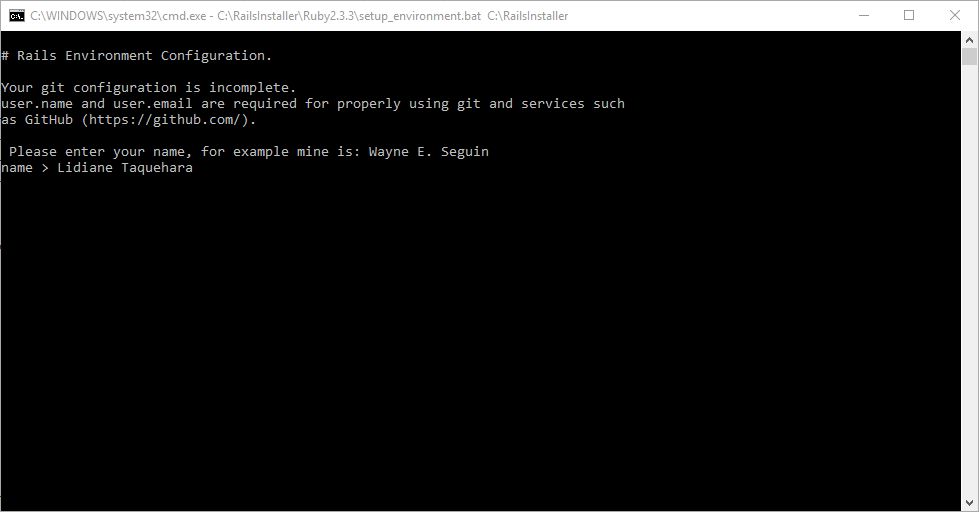 C:\WINDOWS\system32\cmd.exe - C:\RailsInstaller\Ruby2.3.3\setup_environment.bat C:\RailsInstaller
# Rails Environment Configuration.
Your git configuration is incomplete.
user.name and user.email are required for properly using git and services such
as GitHub (https://github.com/).
Please enter your name, for example mine is: Wayne E. Seguin
name > Lidiane Taquehara